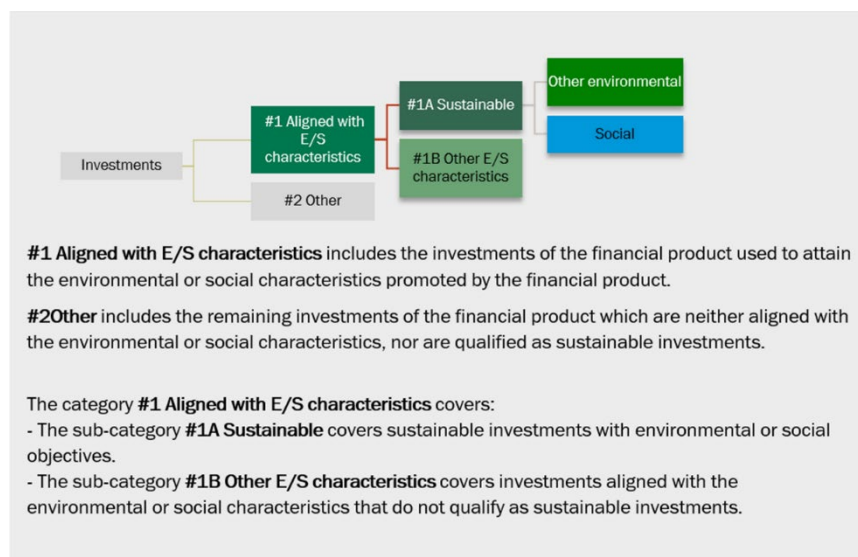 Other environmental
#1A Sustainable
#1 Aligned with
E/S
characteristics
Social
#1B Other E/S
characteristics
Investments
#2 Other
#1 Aligned with E/S characteristics includes the investments of the financial product used to attain
the environmental or social characteristics promoted by the financial product.
#2Other includes the remaining investments of the financial product which are neither aligned with
the environmental or social characteristics, nor are qualified as sustainable investments.
The category #1 Aligned with E/S characteristics covers:
- The sub-category #1A Sustainable covers sustainable investments with environmental or social
objectives.
- The sub-category #1B Other E/S characteristics covers investments aligned with the
environmental or social characteristics that do not qualify as sustainable investments.